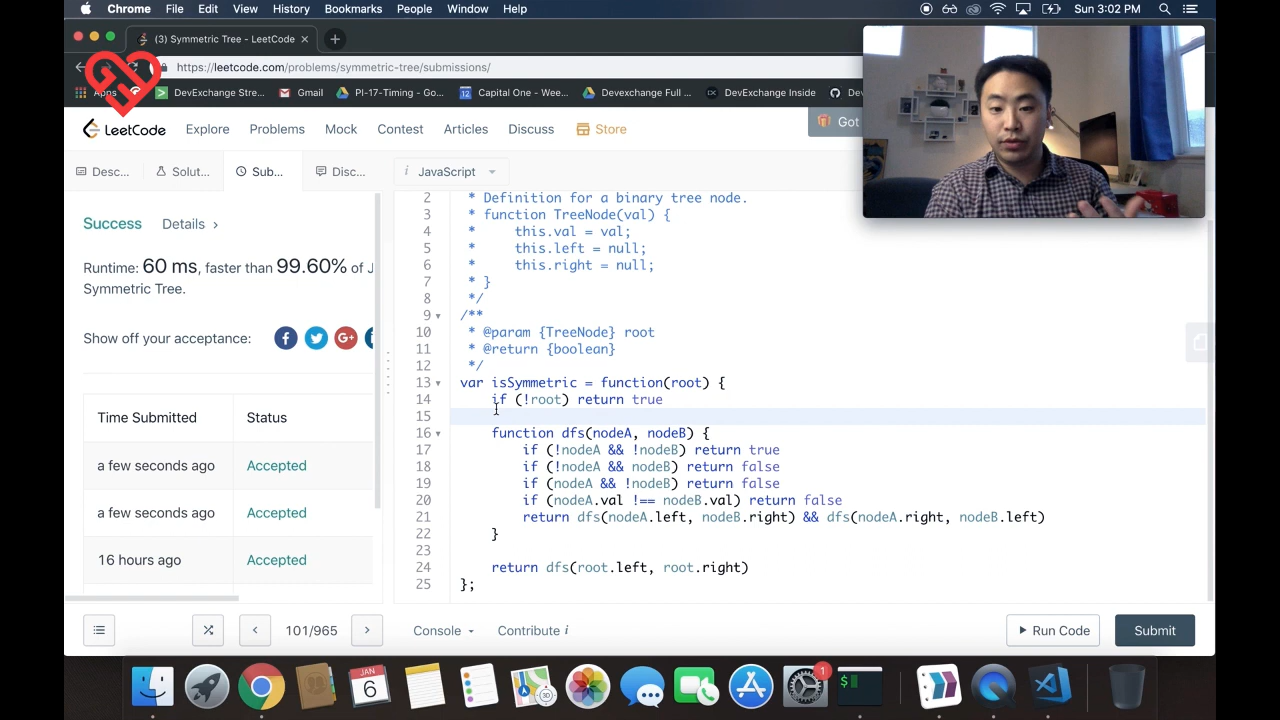 Chrome File Edit View History Bookmarks People Window Help Sun 3:02 PM
(3) Symmetric Tree - LeetCode
https://leetcode.com/problems/symmetric-tree/submissions/
Apps DevExchange Stre... Gmail PI-17-Timing - Go... Capital One - Wee... Devexchange Full ... DevExchange Inside Dev
LeetCode Explore Problems Mock Contest Articles Discuss Store Got
Desc... Solut... Sub... Disc... i JavaScript
Success Details >
Runtime: 60 ms, faster than 99.60% of J
Symmetric Tree.
Show off your acceptance:
Time Submitted Status
a few seconds ago Accepted
a few seconds ago Accepted
16 hours ago Accepted
2 * Definition for a binary tree node.
3 * function TreeNode(val) {
4 * this.val = val;
5 * this.left = null;
6 * this.right = null;
7 * }
8 */
9 /**
10 * @param {TreeNode} root
11 * @return {boolean}
12 */
13 var isSymmetric = function(root) {
14 if (!root) return true
15
16 function dfs(nodeA, nodeB) {
17 if (!nodeA && !nodeB) return true
18 if (!nodeA && nodeB) return false
19 if (nodeA && !nodeB) return false
20 if (nodeA.val !== nodeB.val) return false
21 return dfs(nodeA.left, nodeB.right) && dfs(nodeA.right, nodeB.left)
22 }
23
24 return dfs(root.left, root.right)
25 };
101/965 Console Contribute i Run Code Submit
JAN
6
1